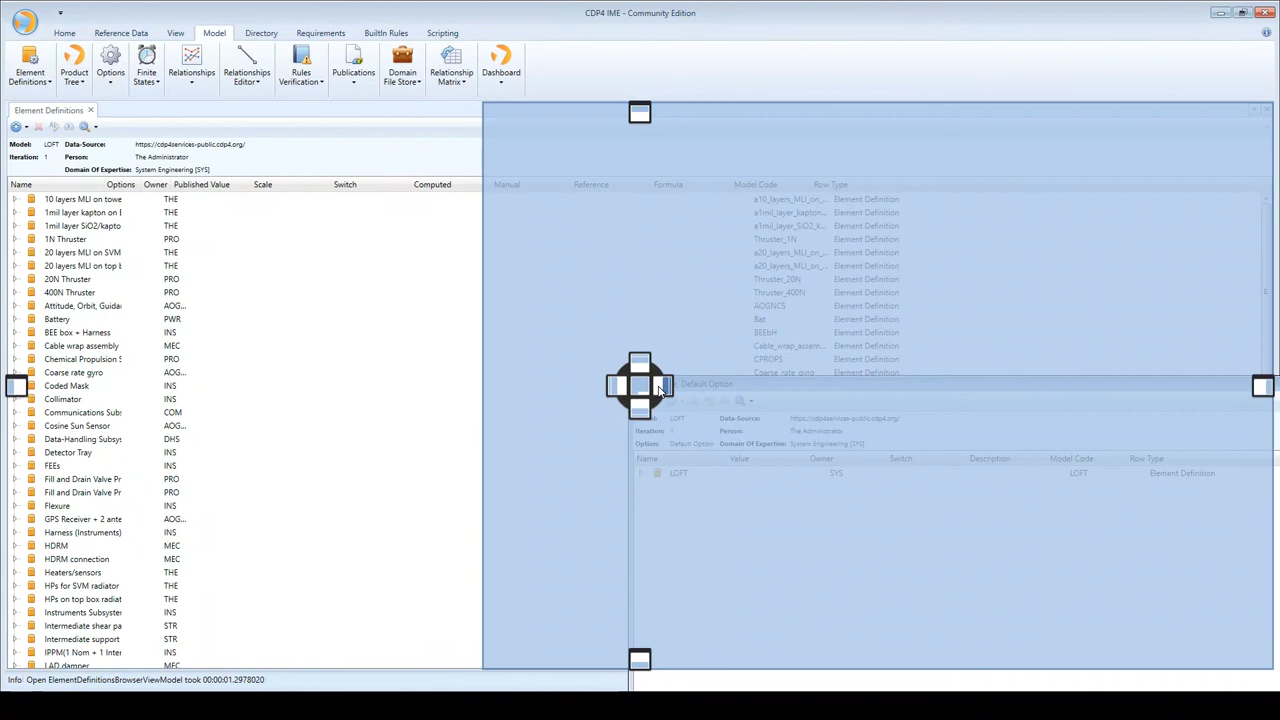 CDP4 IME - Community Edition
Home Reference Data View Model Directory Requirements BuiltIn Rules Scripting
Element Definitions
Product Tree
Options
Finite States
Relationships
Relationships Editor
Rules Verification
Publications
Domain File Store
Relationship Matrix
Dashboard
Element Definitions
Model: LOFT Data-Source: https://cdp4services-public.cdp4.org/
Iteration: 1 Person: The Administrator
Domain Of Expertise: System Engineering [SYS]
Name Options Owner Published Value Scale Switch Computed Manual Reference Formula Model Code Row Type
10 layers MLI on towe THE a10_layers_MLI_on_... Element Definition
1mil layer kapton on E THE a1mil_layer_kapton... Element Definition
1mil layer SiO2/kapto THE a1mil_layer_SiO2_k... Element Definition
1N Thruster PRO Thruster_1N Element Definition
20 layers MLI on SVM THE a20_layers_MLI_on_... Element Definition
20 layers MLI on top b THE a20_layers_MLI_on_... Element Definition
20N Thruster PRO Thruster_20N Element Definition
400N Thruster PRO Thruster_400N Element Definition
Attitude, Orbit, Guidar AOG... AOGNCS Element Definition
Battery PWR Bat Element Definition
BEE box + Harness INS BEEbH Element Definition
Cable wrap assembly MEC Cable_wrap_assem... Element Definition
Chemical Propulsion S PRO CPROPS Element Definition
Coarse rate gyro AOG... Coarse_rate_gyro Element Definition
Coded Mask INS
Collimator INS
Communications Subs COM
Cosine Sun Sensor AOG...
Data-Handling Subsys DHS
Detector Tray INS
FEEs INS
Fill and Drain Valve Pr PRO
Fill and Drain Valve Pr PRO
Flexure INS
GPS Receiver + 2 ante AOG...
Harness (Instruments) INS
HDRM MEC
HDRM connection MEC
Heaters/sensors THE
HPs for SVM radiator THE
HPs on top box radiat THE
Instruments Subsyster INS
Intermediate shear pa STR
Intermediate support STR
IPPM(1 Nom + 1 Inter INS
LAD damper MEC
Default Option
LOFT Data-Source: https://cdp4services-public.cdp4.org/
Iteration: 1 Person: The Administrator
Option: Default Option Domain Of Expertise: System Engineering [SYS]
Name Value Owner Switch Description Model Code Row Type
LOFT SYS LOFT Element Definition
Info Open ElementDefinitionsBrowserViewModel took 00:00:01.2978020